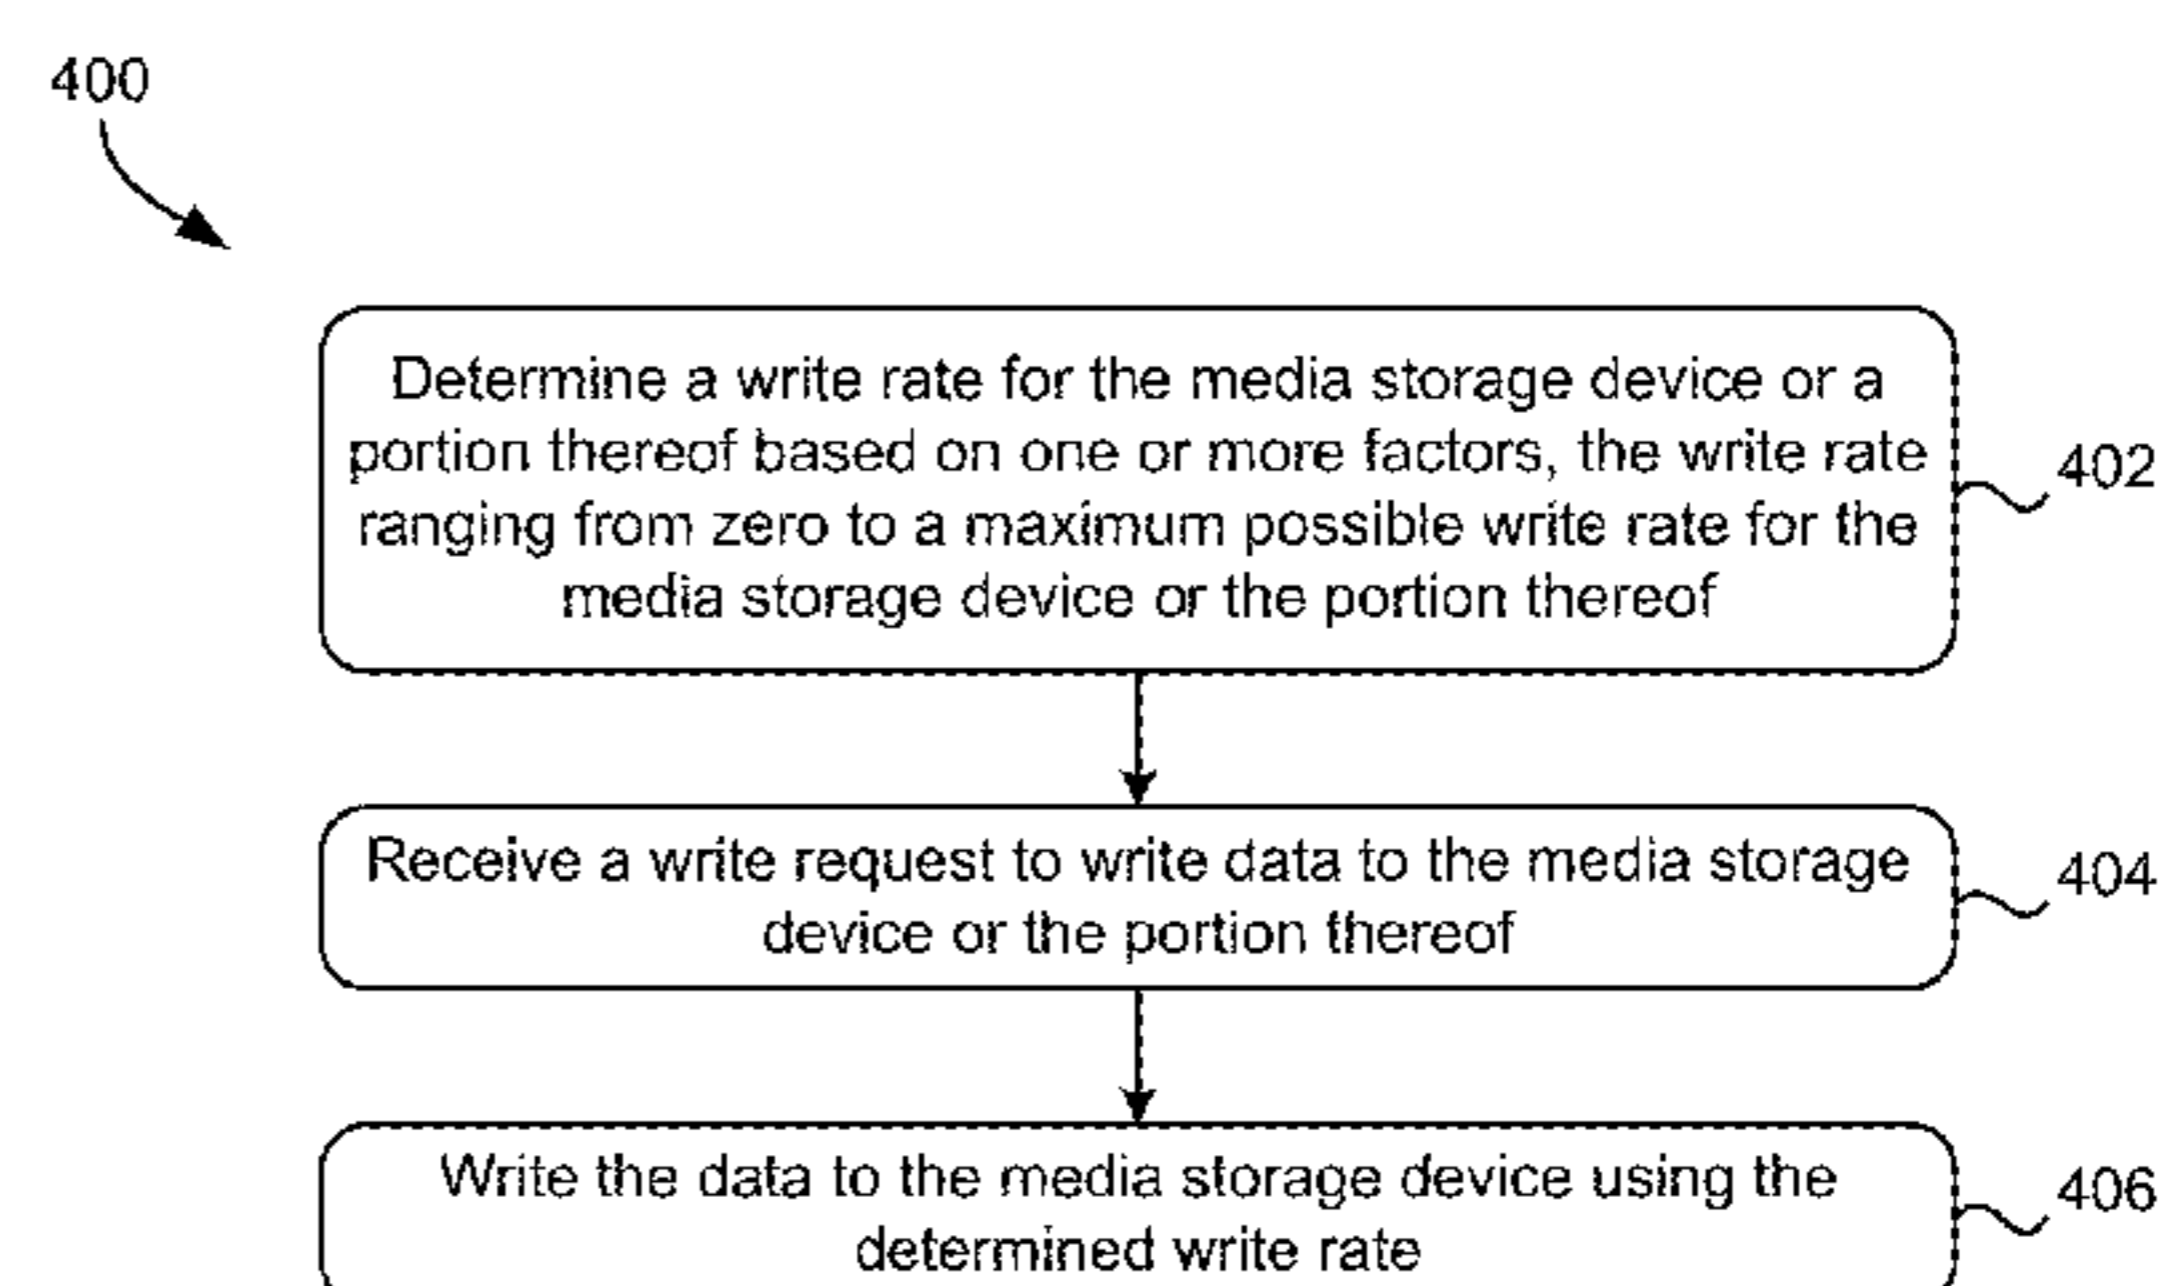 400
Determine a write rate for the media storage device or a
portion thereof based on one or more factors, the write rate
ranging from zero to a maximum possible write rate for the
media storage device or the portion thereof
402
Receive a write request to write data to the media storage
device or the portion thereof
404
Write the data to the media storage device using the
determined write rate
406